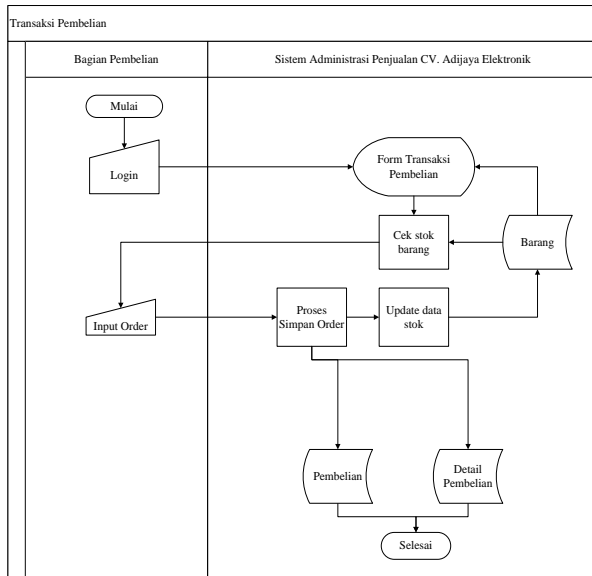 Transaksi Pembelian
Bagian Pembelian
Sistem Administrasi Penjualan CV. Adijaya Elektronik
Mulai
Login
Form Transaksi
Pembelian
Cek stok
barang
Barang
Input Order
Proses
Simpan Order
Update data
stok
Pembelian
Detail
Pembelian
Selesai